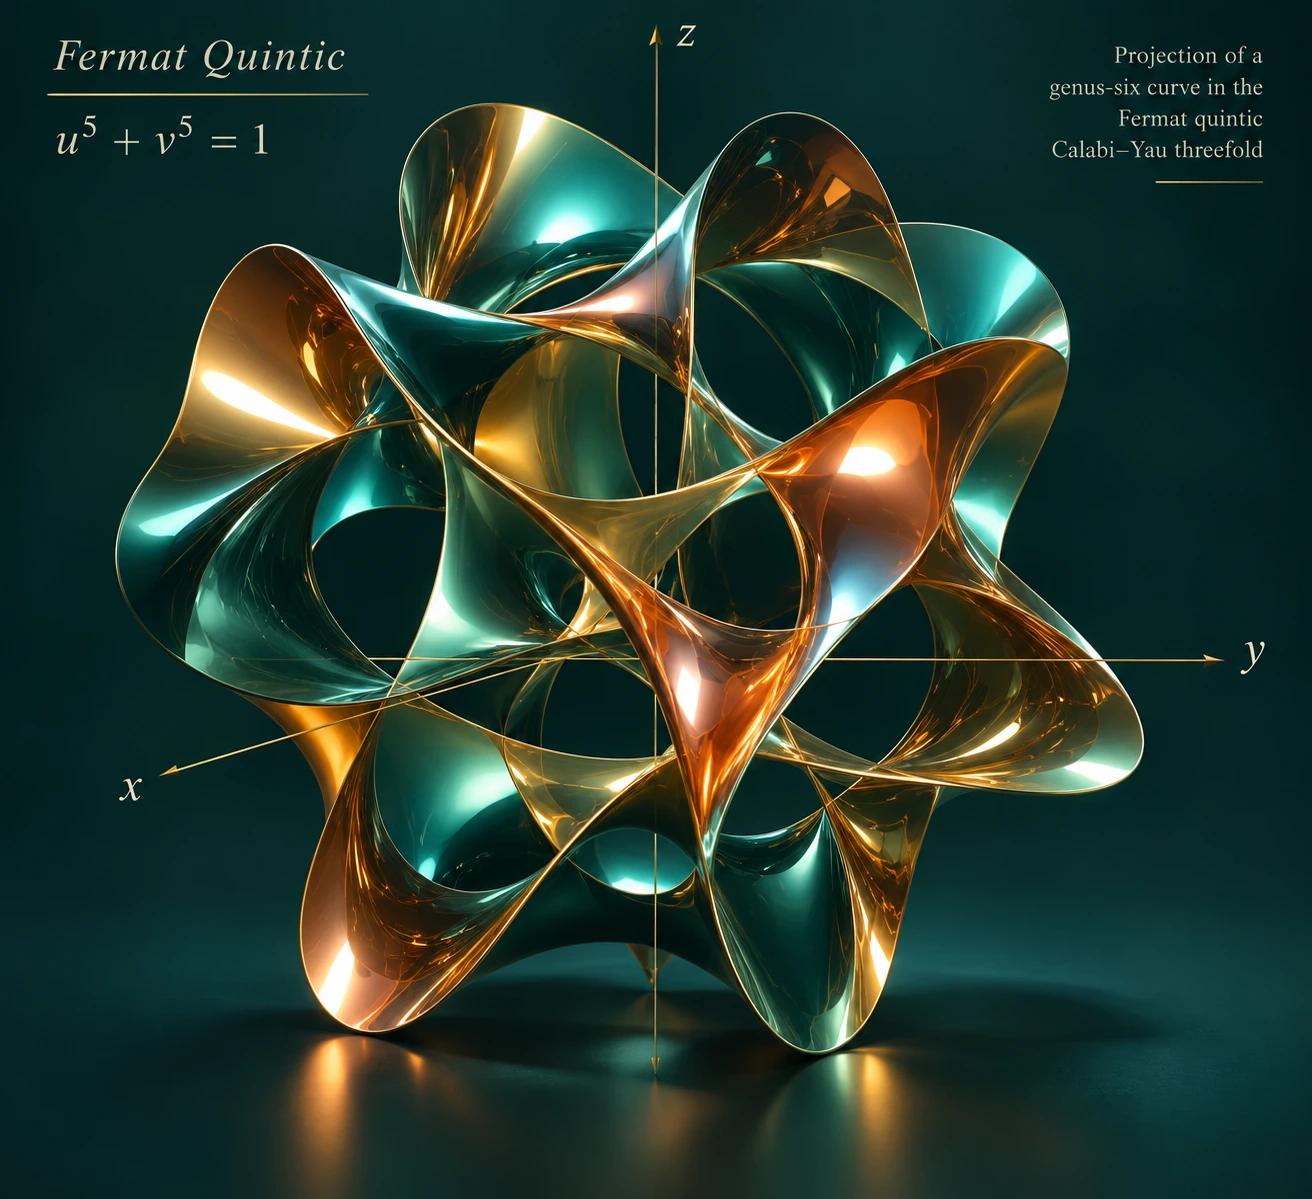 Fermat Quintic
u⁵ + v⁵ = 1
z
Projection of a
genus-six curve in the
Fermat quintic
Calabi–Yau threefold
y
x